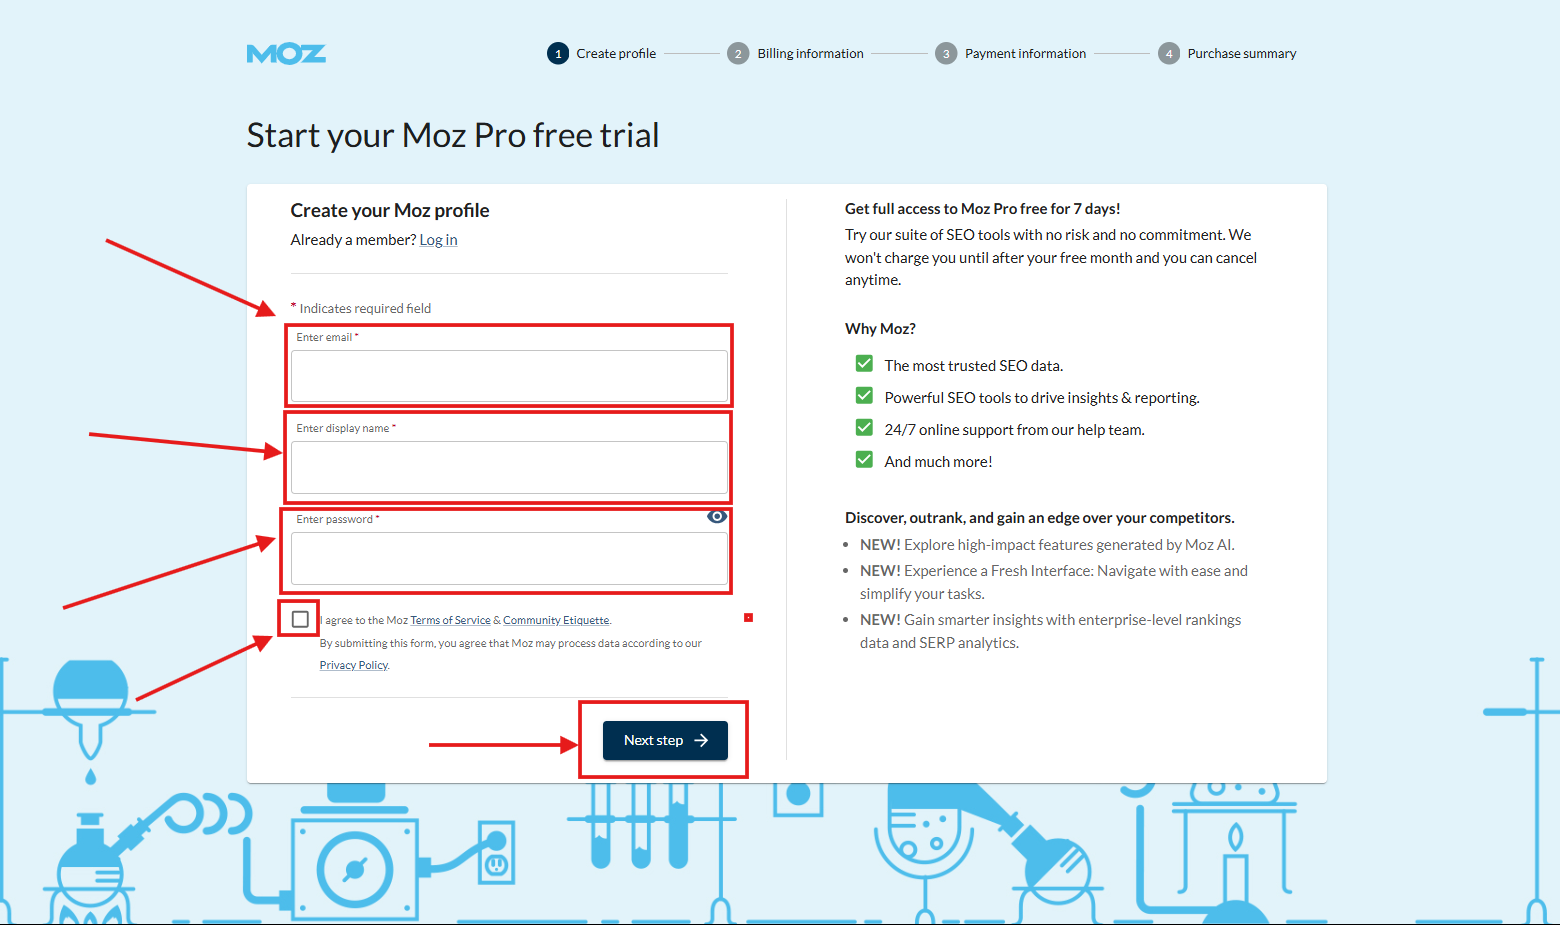 MOZ
1 Create profile 2 Billing information 3 Payment information 4 Purchase summary
Start your Moz Pro free trial
Create your Moz profile
Already a member? Log in
* Indicates required field
Enter email *
Enter display name *
Enter password *
I agree to the Moz Terms of Service & Community Etiquette.
By submitting this form, you agree that Moz may process data according to our
Privacy Policy.
Next step
Get full access to Moz Pro free for 7 days!
Try our suite of SEO tools with no risk and no commitment. We
won't charge you until after your free month and you can cancel
anytime.
Why Moz?
The most trusted SEO data.
Powerful SEO tools to drive insights & reporting.
24/7 online support from our help team.
And much more!
Discover, outrank, and gain an edge over your competitors.
• NEW! Explore high-impact features generated by Moz AI.
• NEW! Experience a Fresh Interface: Navigate with ease and
simplify your tasks.
• NEW! Gain smarter insights with enterprise-level rankings
data and SERP analytics.